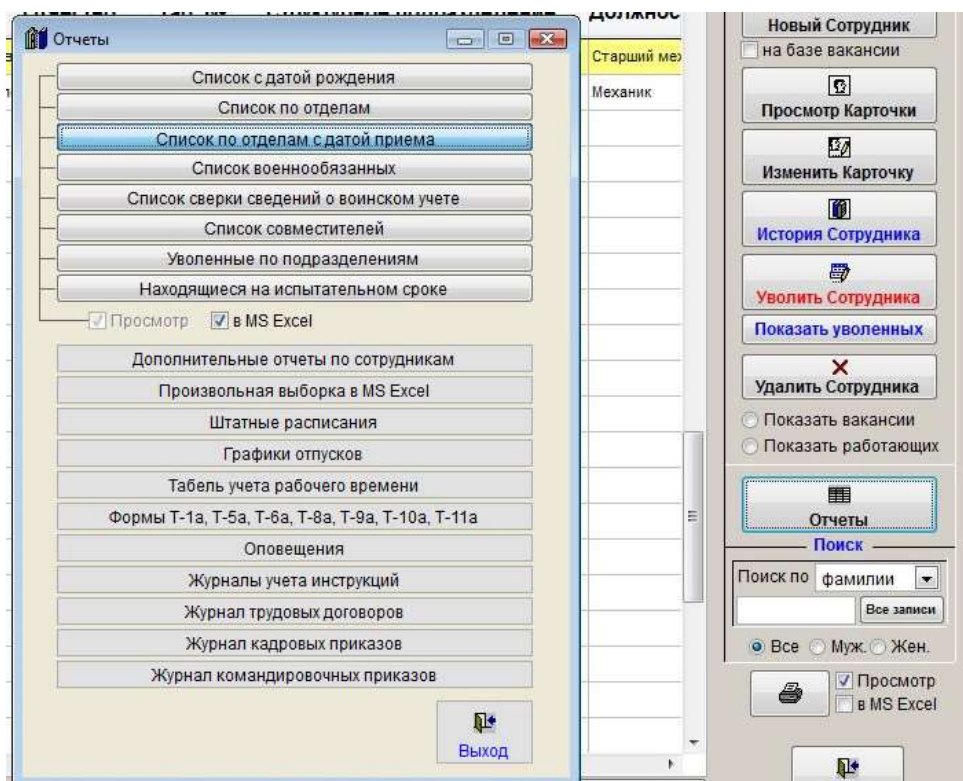 Должнос
Отчеты
Список с датой рождения
Список по отделам
Список по отделам с датой приема
Список военнообязанных
Список сверки сведений о воинском учете
Список совместителей
Уволенные по подразделениям
Находящиеся на испытательном сроке
Просмотр
в MS Excel
Дополнительные отчеты по сотрудникам
Произвольная выборка в MS Excel
Штатные расписания
Графики отпусков
Табель учета рабочего времени
Формы Т-1а, Т-5а, Т-6а, Т-8а, Т-9а, Т-10а, Т-11а
Оповещения
Журналы учета инструкций
Журнал трудовых договоров
Журнал кадровых приказов
Журнал командировочных приказов
Выход
Старший мех
Механик
Новый Сотрудник
на базе вакансии
Просмотр Карточки
Изменить Карточку
История Сотрудника
Уволить Сотрудника
Показать уволенных
Удалить Сотрудника
Показать вакансии
Показать работающих
Отчеты
Поиск
Поиск по фамилии
Все записи
Все Муж. Жен.
Просмотр
в MS Excel